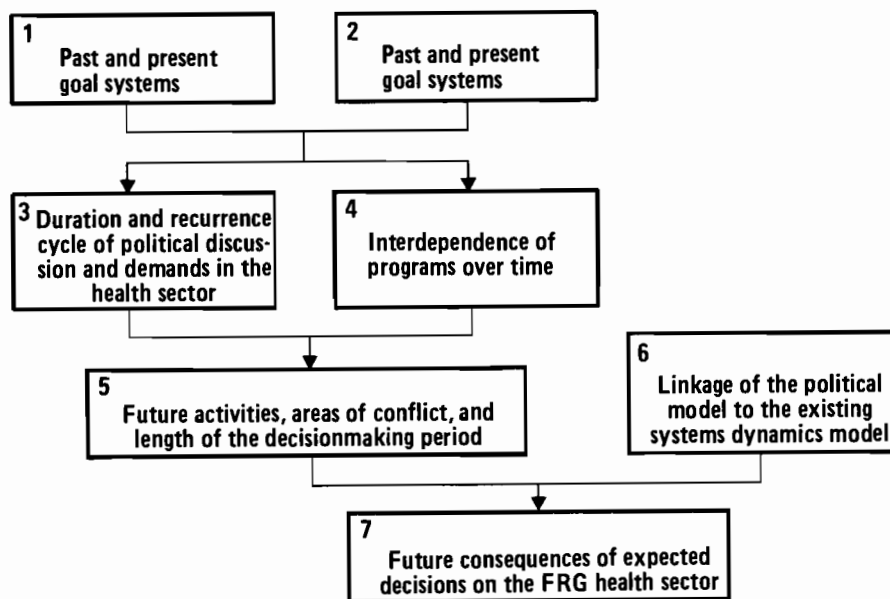 1
Past and present
goal systems
2
Past and present
goal systems
3
Duration and recurrence
cycle of political discus-
sion and demands in the
health sector
4
Interdependence of
programs over time
5
Future activities, areas of conflict, and
length of the decisionmaking period
6
Linkage of the political
model to the existing
systems dynamics model
7
Future consequences of expected
decisions on the FRG health sector